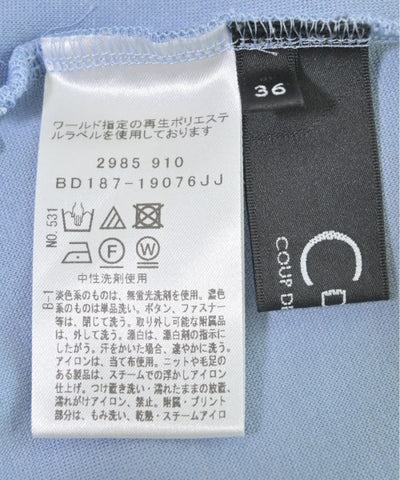 ワールド指定の再生ポリエステ
ルラベルを使用しております
2985 910
BD187-19076JJ
NO.531
F
W
中性洗剤使用
B-1
淡色系のものは、無蛍光洗剤を使用。濃色
系のものは単品洗い。ボタン、ファスナー
等は、閉じて洗う。取り外し可能な附属品
は、外して洗う。漂白は、漂白剤の指示に
したがう。汗をかいた場合、速やかに洗う。
アイロンは、当て布使用。ニットや毛足の
ある製品は、スチームでの浮かしアイロン
仕上げ。つけ置き洗い・濡れたままの放置、
濡れがけアイロン、禁止。附属・プリント
部分は、もみ洗い、乾熱・スチームアイロ
36
COUP DE